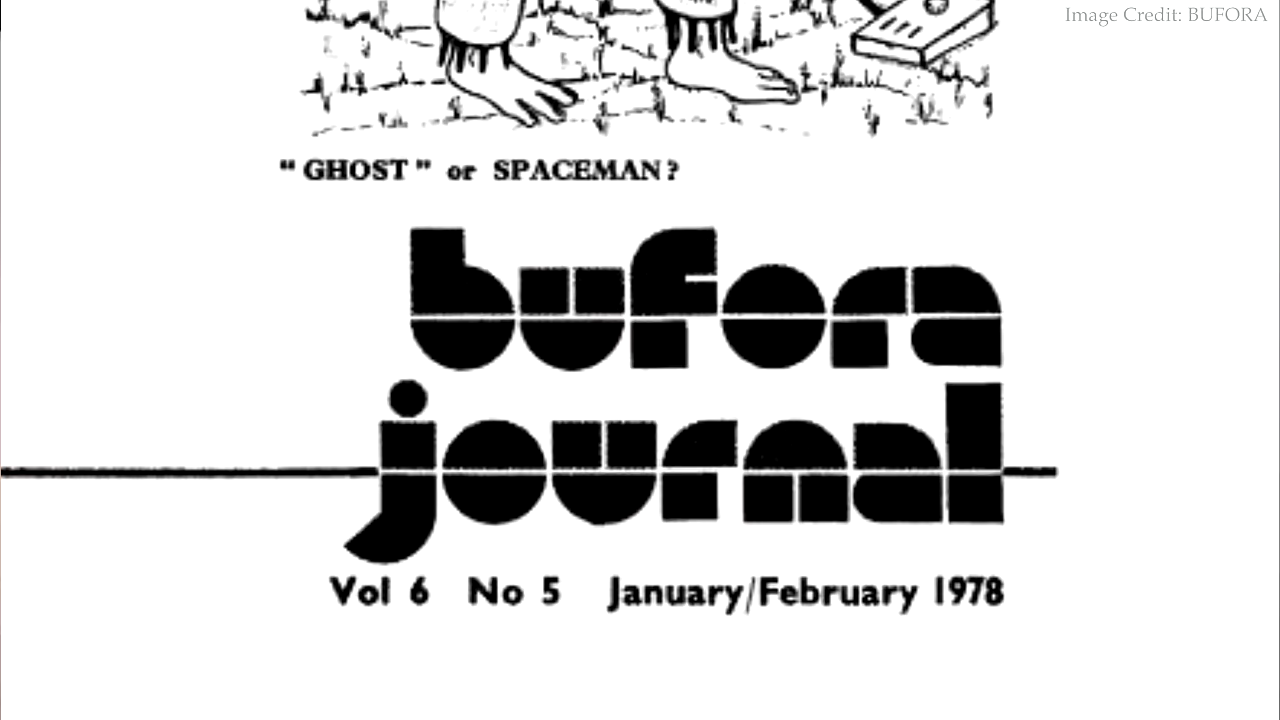 Image Credit: BUFORA
"GHOST" or SPACEMAN?
bufora
journal
Vol 6 No 5 January/February 1978